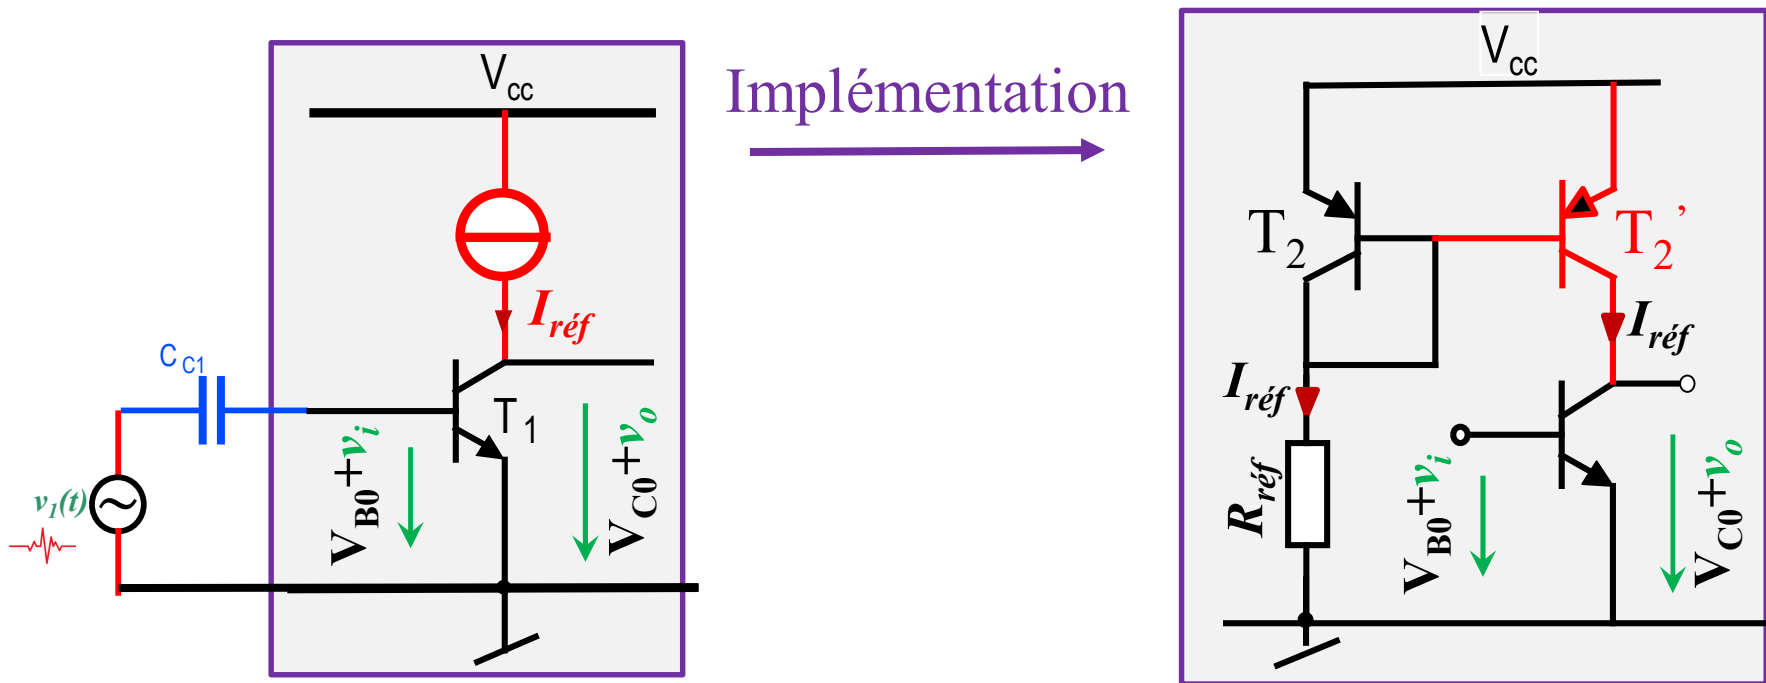 Vcc
Implémentation
Vcc
Iréf
C C1
T1
VB0+vi
VC0+vo
v1(t)
T2
T2’
Iréf
Iréf
Rréf
VB0+vi
VC0+vo